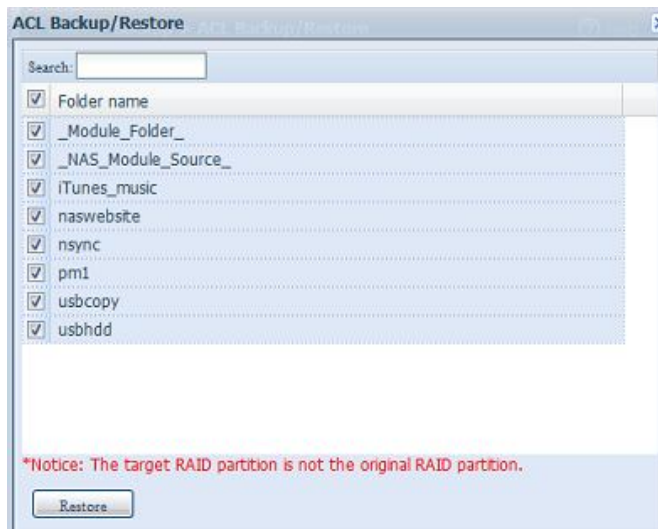 ACL Backup/Restore
Search:
Folder name
_Module_Folder_
_NAS_Module_Source_
iTunes_music
naswebsite
nsync
pm1
usbcopy
usbhdd
*Notice: The target RAID partition is not the original RAID partition.
Restore